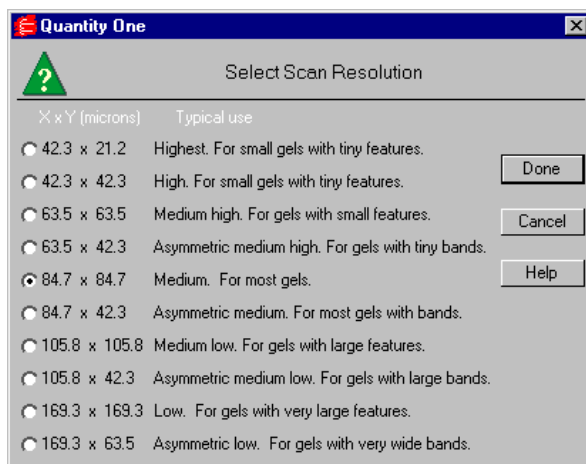 Quantity One
?
Select Scan Resolution
X x Y (microns) Typical use
42.3 x 21.2 Highest. For small gels with tiny features.
42.3 x 42.3 High. For small gels with tiny features.
63.5 x 63.5 Medium high. For gels with small features.
63.5 x 42.3 Asymmetric medium high. For gels with tiny bands.
84.7 x 84.7 Medium. For most gels.
84.7 x 42.3 Asymmetric medium. For most gels with bands.
105.8 x 105.8 Medium low. For gels with large features.
105.8 x 42.3 Asymmetric medium low. For gels with large bands.
169.3 x 169.3 Low. For gels with very large features.
169.3 x 63.5 Asymmetric low. For gels with very wide bands.
Done
Cancel
Help